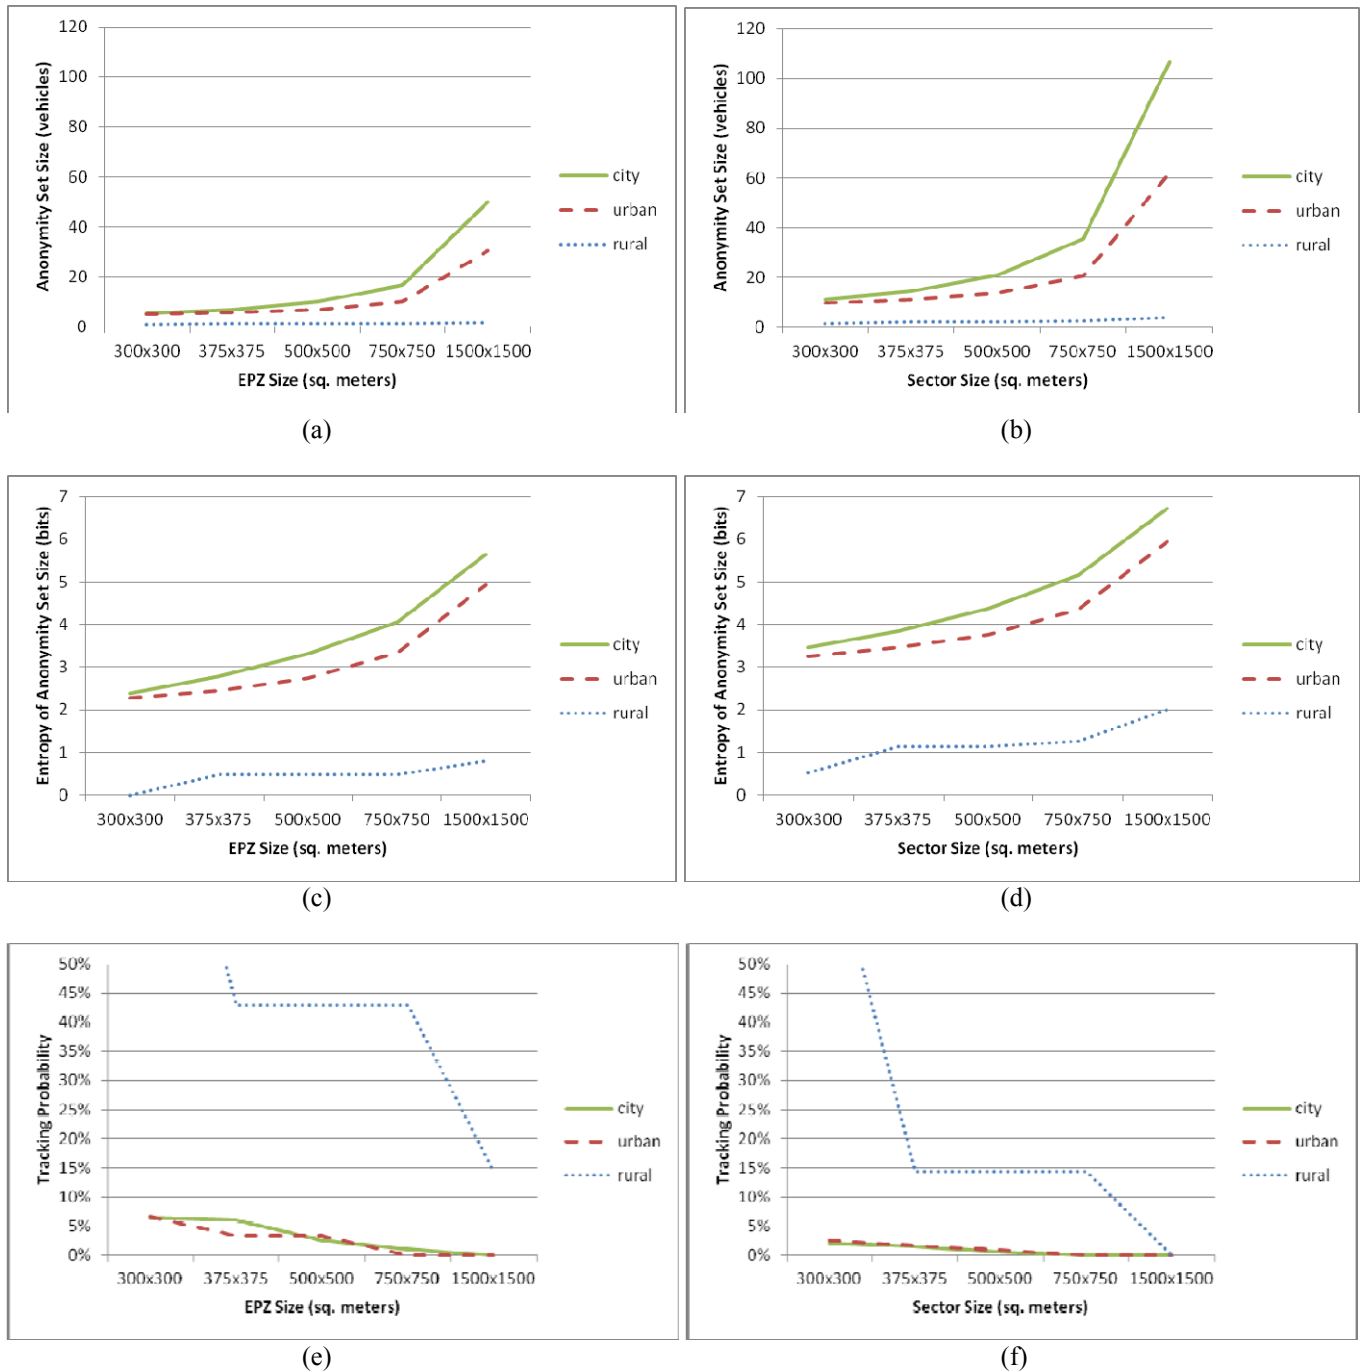 120
100
80
60
40
20
0
Anonymity Set Size (vehicles)
300x300 375x375 500x500 750x750 1500x1500
EPZ Size (sq. meters)
city
urban
rural
(a)
120
100
80
60
40
20
0
Anonymity Set Size (vehicles)
300x300 375x375 500x500 750x750 1500x1500
Sector Size (sq. meters)
city
urban
rural
(b)
7
6
5
4
3
2
1
0
Entropy of Anonymity Set Size (bits)
300x300 375x375 500x500 750x750 1500x1500
EPZ Size (sq. meters)
city
urban
rural
(c)
7
6
5
4
3
2
1
0
Entropy of Anonymity Set Size (bits)
300x300 375x375 500x500 750x750 1500x1500
Sector Size (sq. meters)
city
urban
rural
(d)
50%
45%
40%
35%
30%
25%
20%
15%
10%
5%
0%
Tracking Probability
300x300 375x375 500x500 750x750 1500x1500
EPZ Size (sq. meters)
city
urban
rural
(e)
50%
45%
40%
35%
30%
25%
20%
15%
10%
5%
0%
Tracking Probability
300x300 375x375 500x500 750x750 1500x1500
Sector Size (sq. meters)
city
urban
rural
(f)